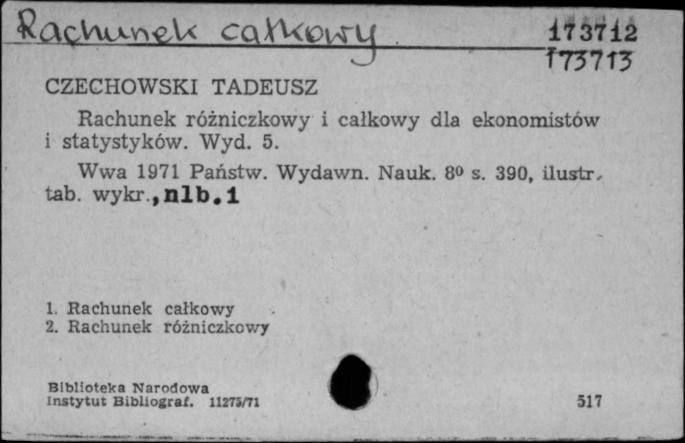 Rachunek całkowy
173712
173713
CZECHOWSKI TADEUSZ
Rachunek różniczkowy i całkowy dla ekonomistów
i statystyków. Wyd. 5.
Wwa 1971 Państw. Wydawn. Nauk. 8º s. 390, ilustr.
tab. wykr., nlb. 1
1. Rachunek całkowy
2. Rachunek różniczkowy
Biblioteka Narodowa
Instytut Bibliograf. 11275/71
517